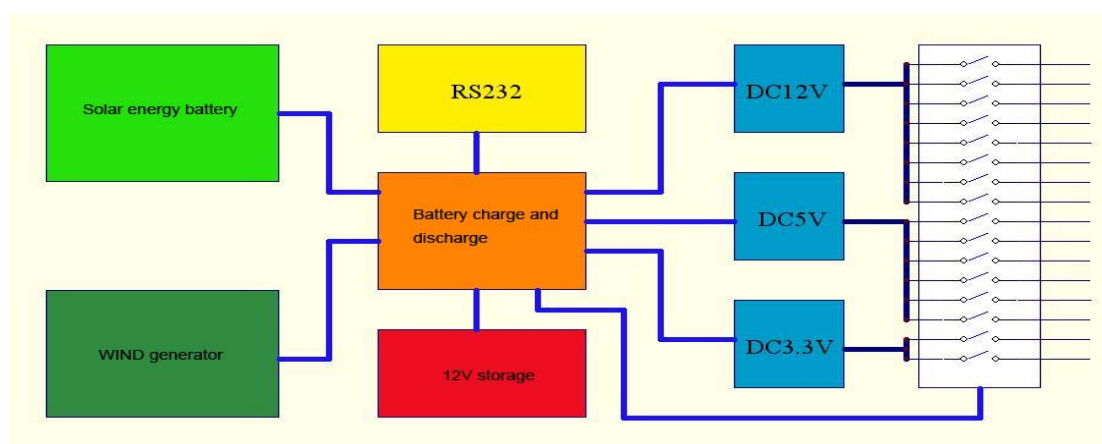 Solar energy battery
RS232
DC12V
Battery charge and
discharge
DC5V
WIND generator
12V storage
DC3.3V